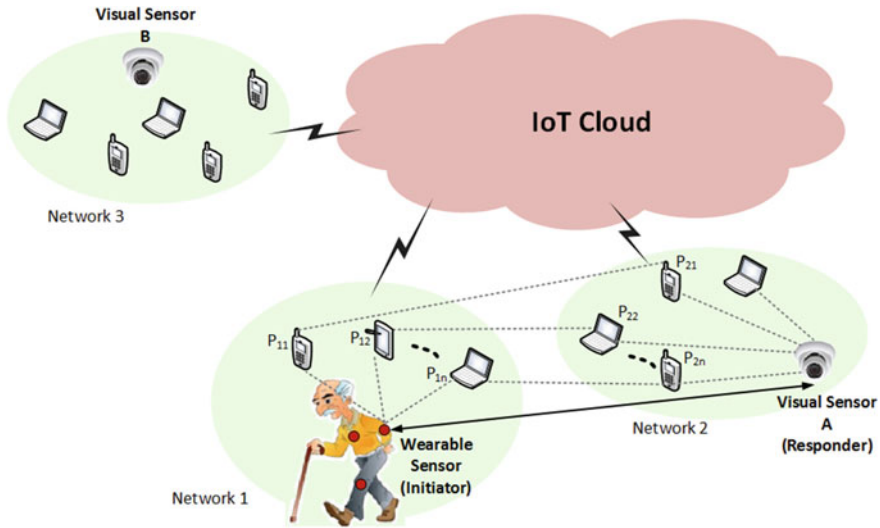 Visual Sensor
B
IoT Cloud
Network 3
P21
P22
P11
P12
P1n
P2n
Visual Sensor
A
(Responder)
Network 2
Wearable
Sensor
(Initiator)
Network 1